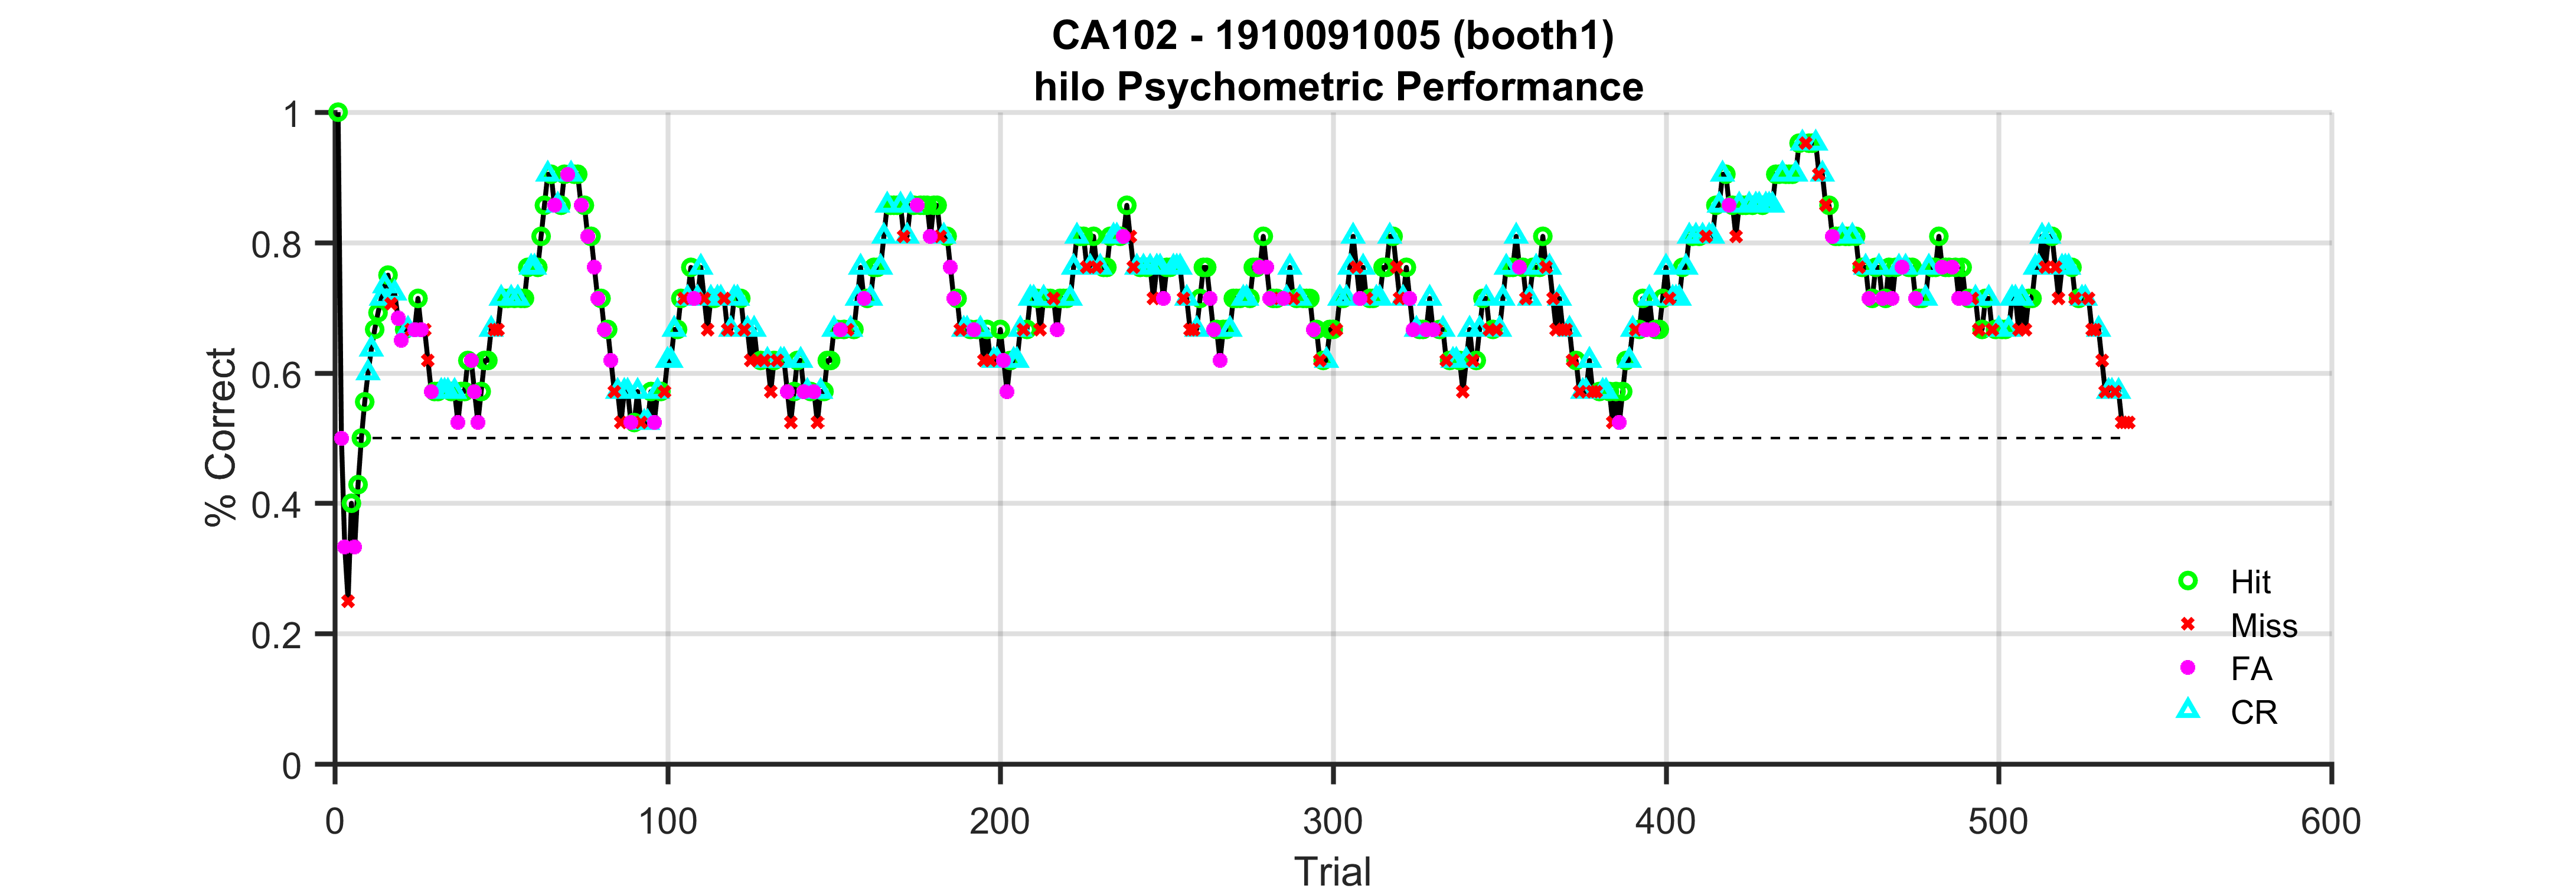 CA102 - 1910091005 (booth1)
hilo Psychometric Performance
% Correct
1
0.8
0.6
0.4
0.2
0
0 100 200 300 400 500 600
Trial
Hit
Miss
FA
CR